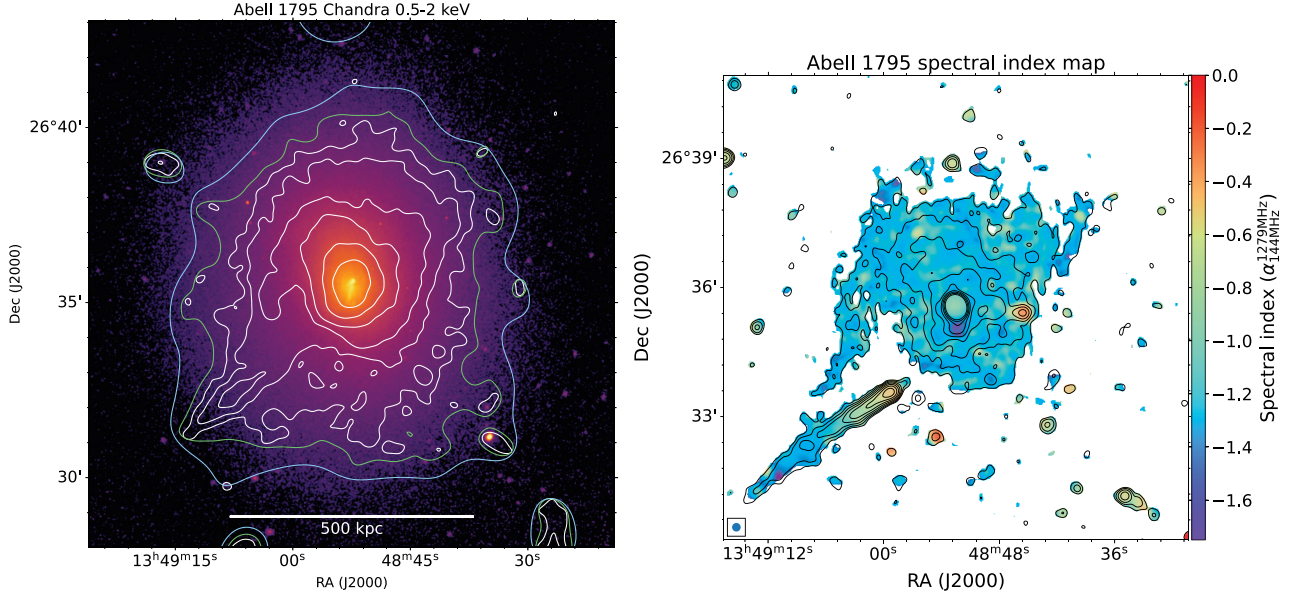 Abell 1795 Chandra 0.5-2 keV
Dec (J2000)
26°40'
35'
30'
500 kpc
13ʰ49ᵐ15ˢ 00ˢ 48ᵐ45ˢ 30ˢ
RA (J2000)
Abell 1795 spectral index map
Dec (J2000)
26°39'
36'
33'
13ʰ49ᵐ12ˢ 00ˢ 48ᵐ48ˢ 36ˢ
RA (J2000)
0.0
−0.2
−0.4
−0.6
−0.8
−1.0
−1.2
−1.4
−1.6
Spectral index (α 1279MHz 144MHz)